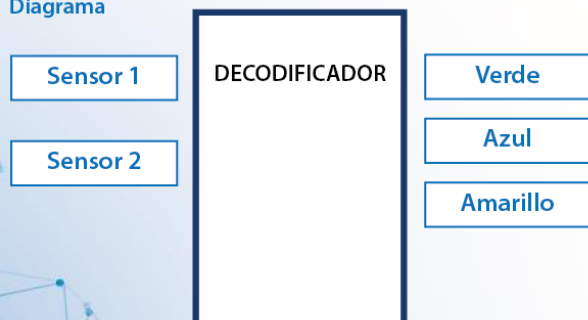 Diagrama
Sensor 1
DECODIFICADOR
Verde
Azul
Sensor 2
Amarillo